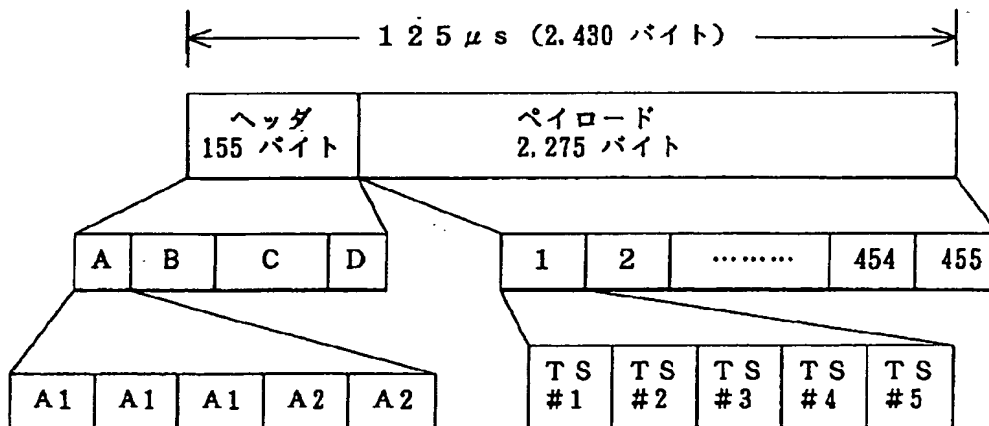 125μs (2.430 バイト)
ヘッダ
155 バイト
ペイロード
2,275 バイト
A B C D
1 2 ……… 454 455
A1 A1 A1 A2 A2
TS #1
TS #2
TS #3
TS #4
TS #5